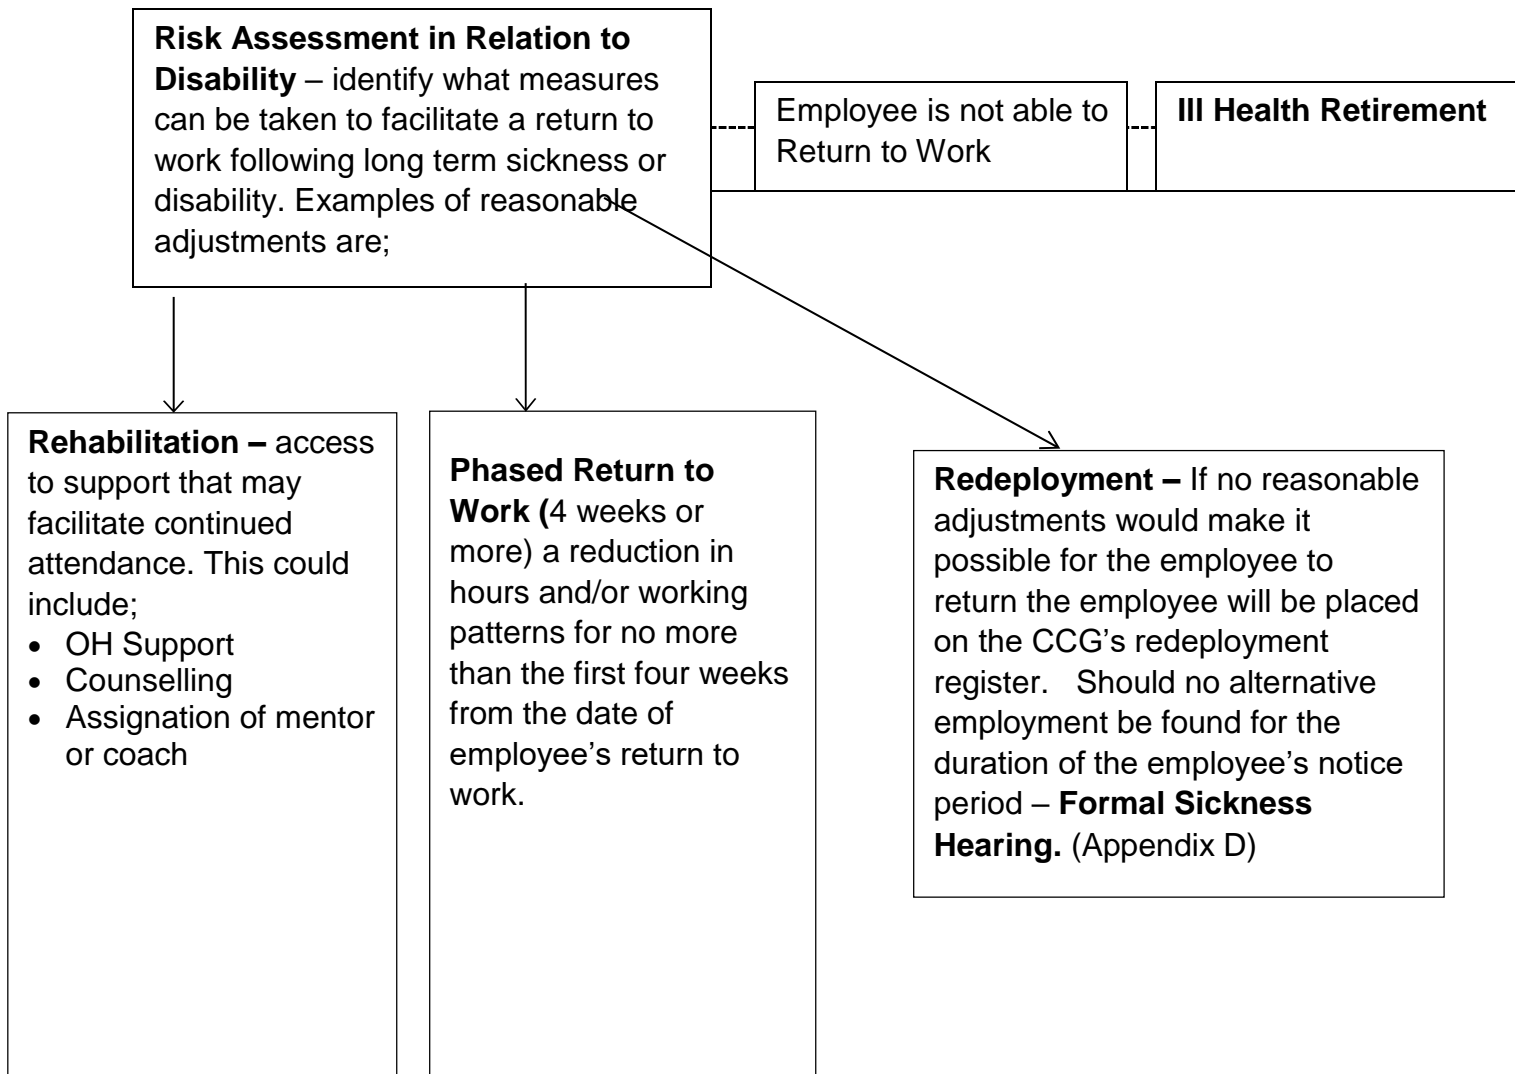 Risk Assessment in Relation to
Disability – identify what measures
can be taken to facilitate a return to
work following long term sickness or
disability. Examples of reasonable
adjustments are;
Employee is not able to
Return to Work
Ill Health Retirement
Rehabilitation – access
to support that may
facilitate continued
attendance. This could
include;
• OH Support
• Counselling
• Assignation of mentor
or coach
Phased Return to
Work (4 weeks or
more) a reduction in
hours and/or working
patterns for no more
than the first four weeks
from the date of
employee’s return to
work.
Redeployment – If no reasonable
adjustments would make it
possible for the employee to
return the employee will be placed
on the CCG’s redeployment
register.   Should no alternative
employment be found for the
duration of the employee’s notice
period – Formal Sickness
Hearing. (Appendix D)